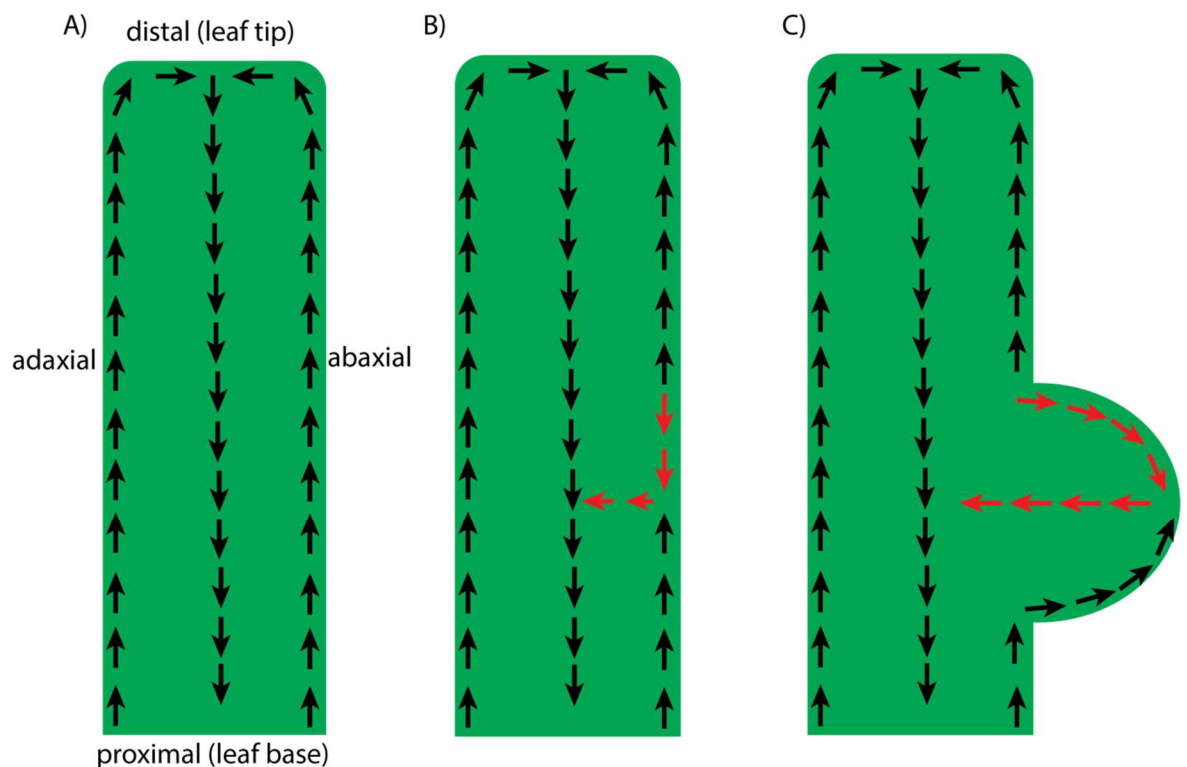 A)
distal (leaf tip)
B)
C)
adaxial
abaxial
proximal (leaf base)